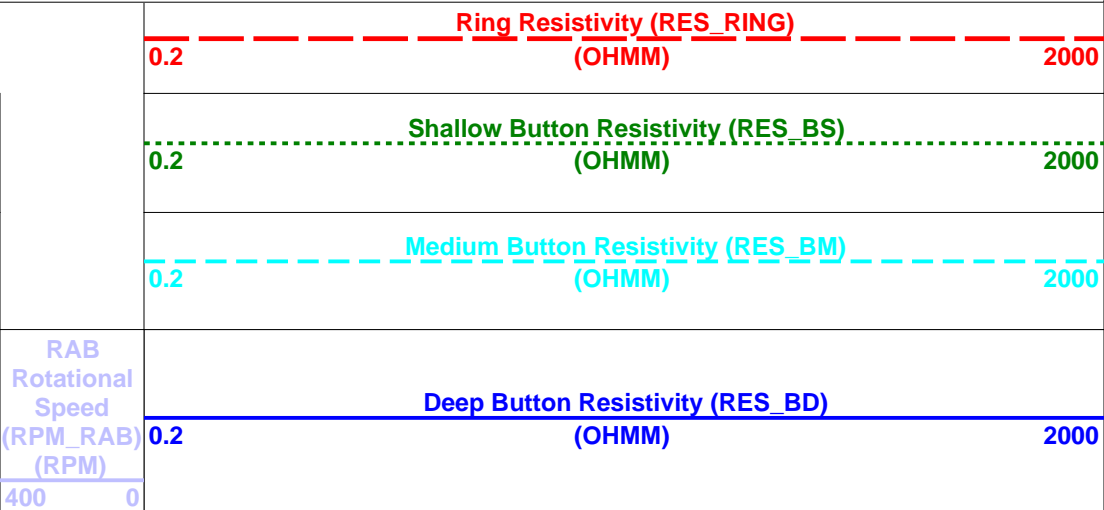 Ring Resistivity (RES_RING)
0.2 (OHMM) 2000
Shallow Button Resistivity (RES_BS)
0.2 (OHMM) 2000
Medium Button Resistivity (RES_BM)
0.2 (OHMM) 2000
RAB
Rotational
Speed
(RPM_RAB)
(RPM)
400 0
Deep Button Resistivity (RES_BD)
0.2 (OHMM) 2000